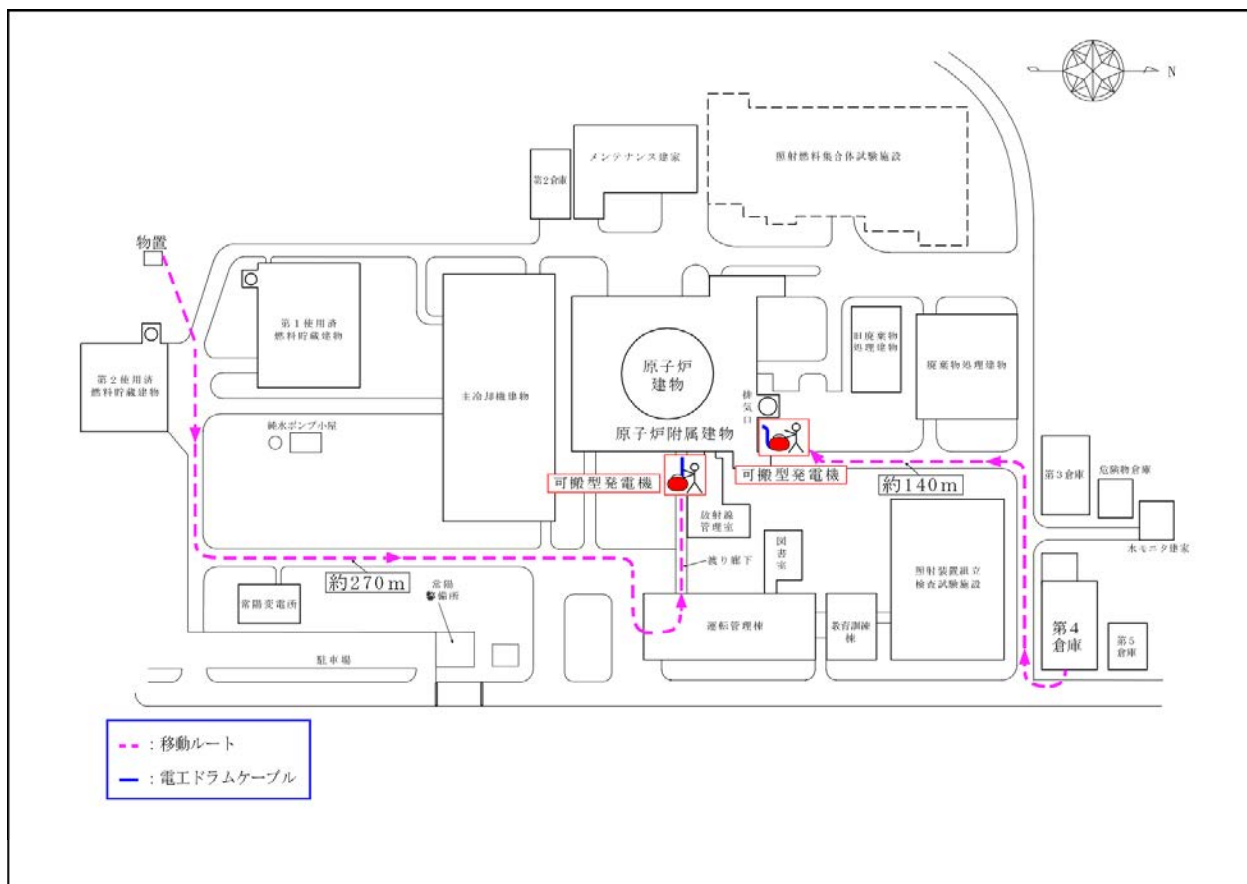 N
メンテナンス建家
照射燃料集合体試験施設
第2倉庫
物置
第1使用済
燃料貯蔵建物
第2使用済
燃料貯蔵建物
主冷却機建物
原子炉
建物
原子炉附属建物
排気口
旧廃棄物
処理建物
廃棄物処理建物
純水ポンプ小屋
可搬型発電機
可搬型発電機
約140m
第3倉庫
危険物倉庫
水モニタ建家
放射線
管理室
図書室
渡り廊下
照射装置組立
検査試験施設
約270m
常陽変電所
常陽
警備所
運転管理棟
教育訓練
棟
第4
倉庫
第5
倉庫
駐車場
：移動ルート
：電工ドラムケーブル